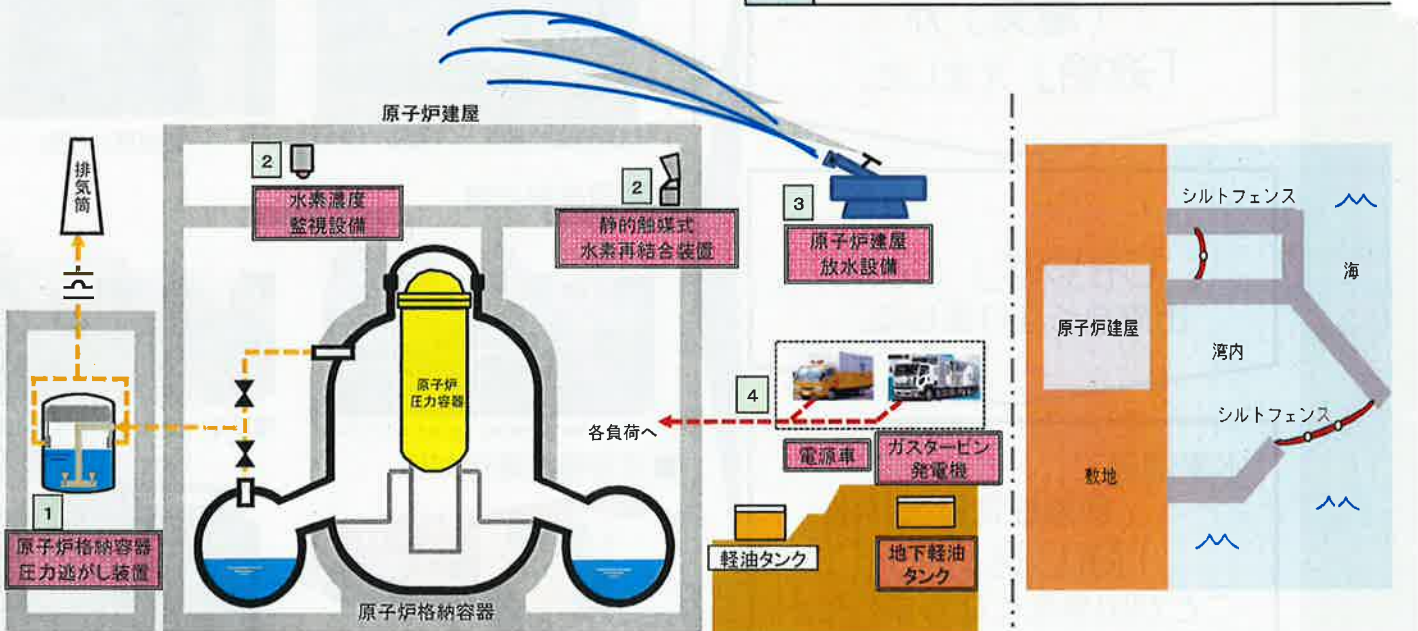 原子炉建屋
排気筒
2
水素濃度
監視設備
2
静的触媒式
水素再結合装置
3
原子炉建屋
放水設備
シルトフェンス
海
原子炉建屋
湾内
原子炉
圧力容器
4
各負荷へ
電源車
ガスタービン
発電機
シルトフェンス
敷地
1
原子炉格納容器
圧力逃がし装置
軽油タンク
地下軽油
タンク
原子炉格納容器